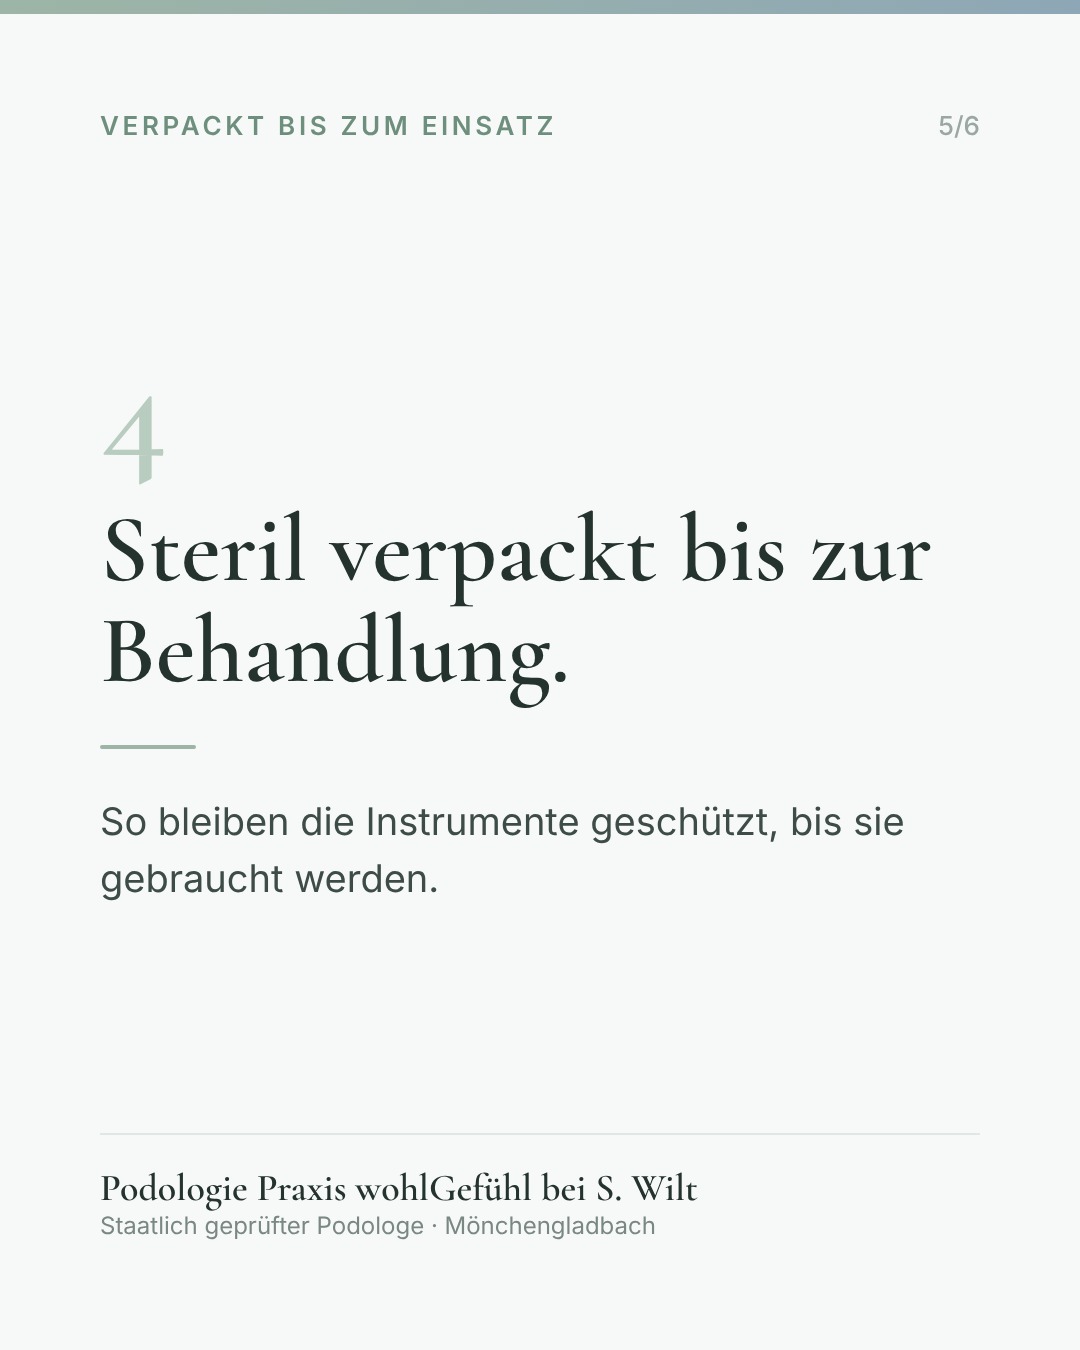 VERPACKT BIS ZUM EINSATZ
5/6
4
Steril verpackt bis zur
Behandlung.
So bleiben die Instrumente geschützt, bis sie
gebraucht werden.
Podologie Praxis wohlGefühl bei S. Wilt
Staatlich geprüfter Podologe · Mönchengladbach